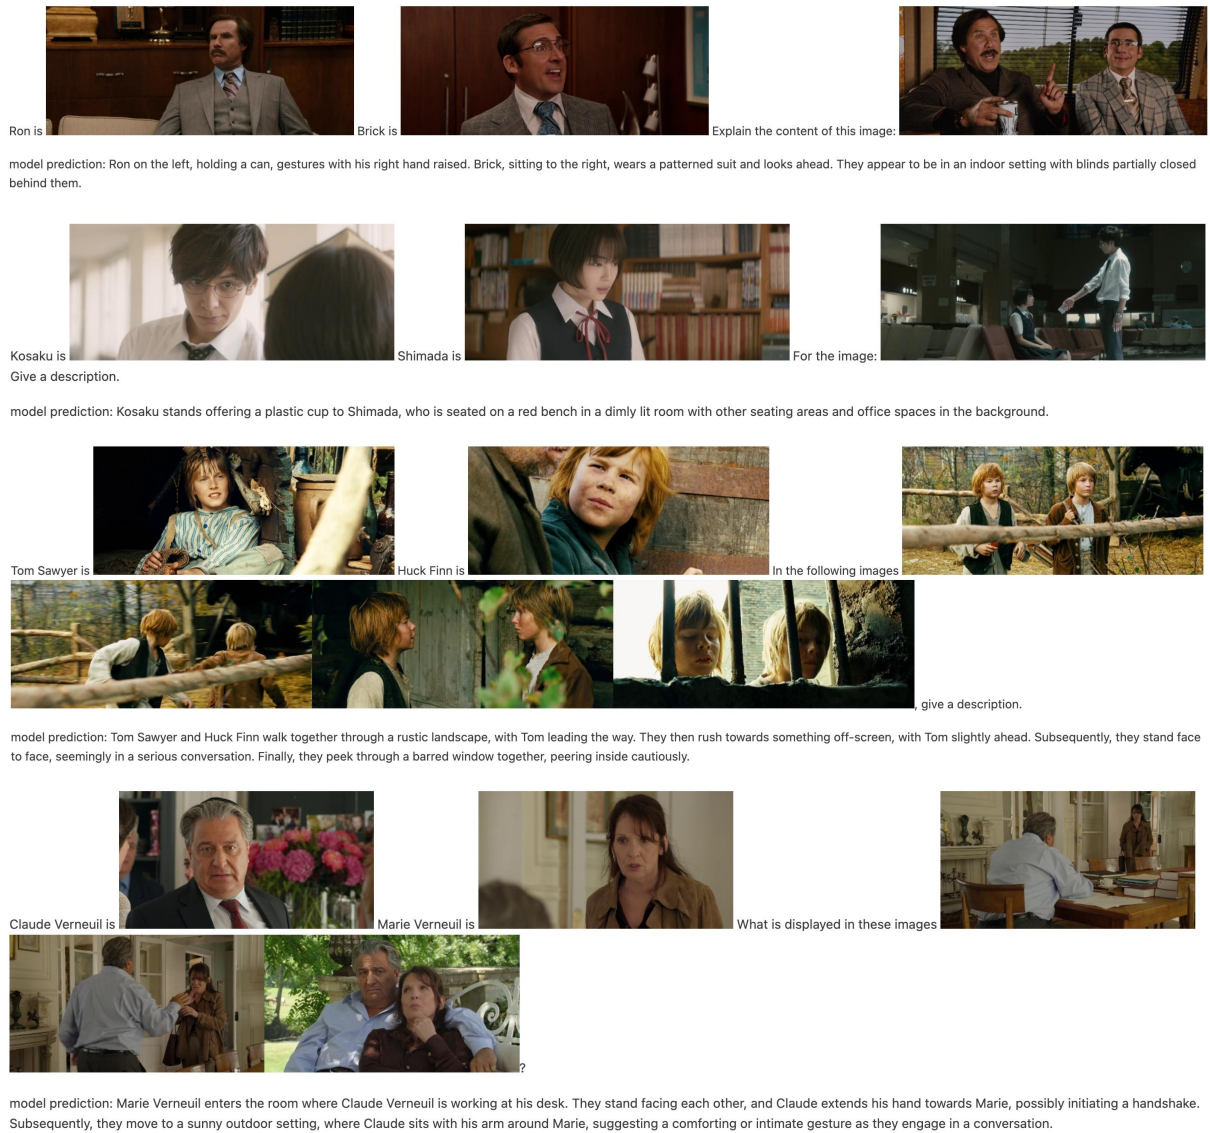 Ron is Brick is Explain the content of this image:
model prediction: Ron on the left, holding a can, gestures with his right hand raised. Brick, sitting to the right, wears a patterned suit and looks ahead. They appear to be in an indoor setting with blinds partially closed
behind them.
Kosaku is Shimada is For the image:
Give a description.
model prediction: Kosaku stands offering a plastic cup to Shimada, who is seated on a red bench in a dimly lit room with other seating areas and office spaces in the background.
Tom Sawyer is Huck Finn is In the following images
, give a description.
model prediction: Tom Sawyer and Huck Finn walk together through a rustic landscape, with Tom leading the way. They then rush towards something off-screen, with Tom slightly ahead. Subsequently, they stand face
to face, seemingly in a serious conversation. Finally, they peek through a barred window together, peering inside cautiously.
Claude Verneuil is Marie Verneuil is What is displayed in these images
?
model prediction: Marie Verneuil enters the room where Claude Verneuil is working at his desk. They stand facing each other, and Claude extends his hand towards Marie, possibly initiating a handshake.
Subsequently, they move to a sunny outdoor setting, where Claude sits with his arm around Marie, suggesting a comforting or intimate gesture as they engage in a conversation.